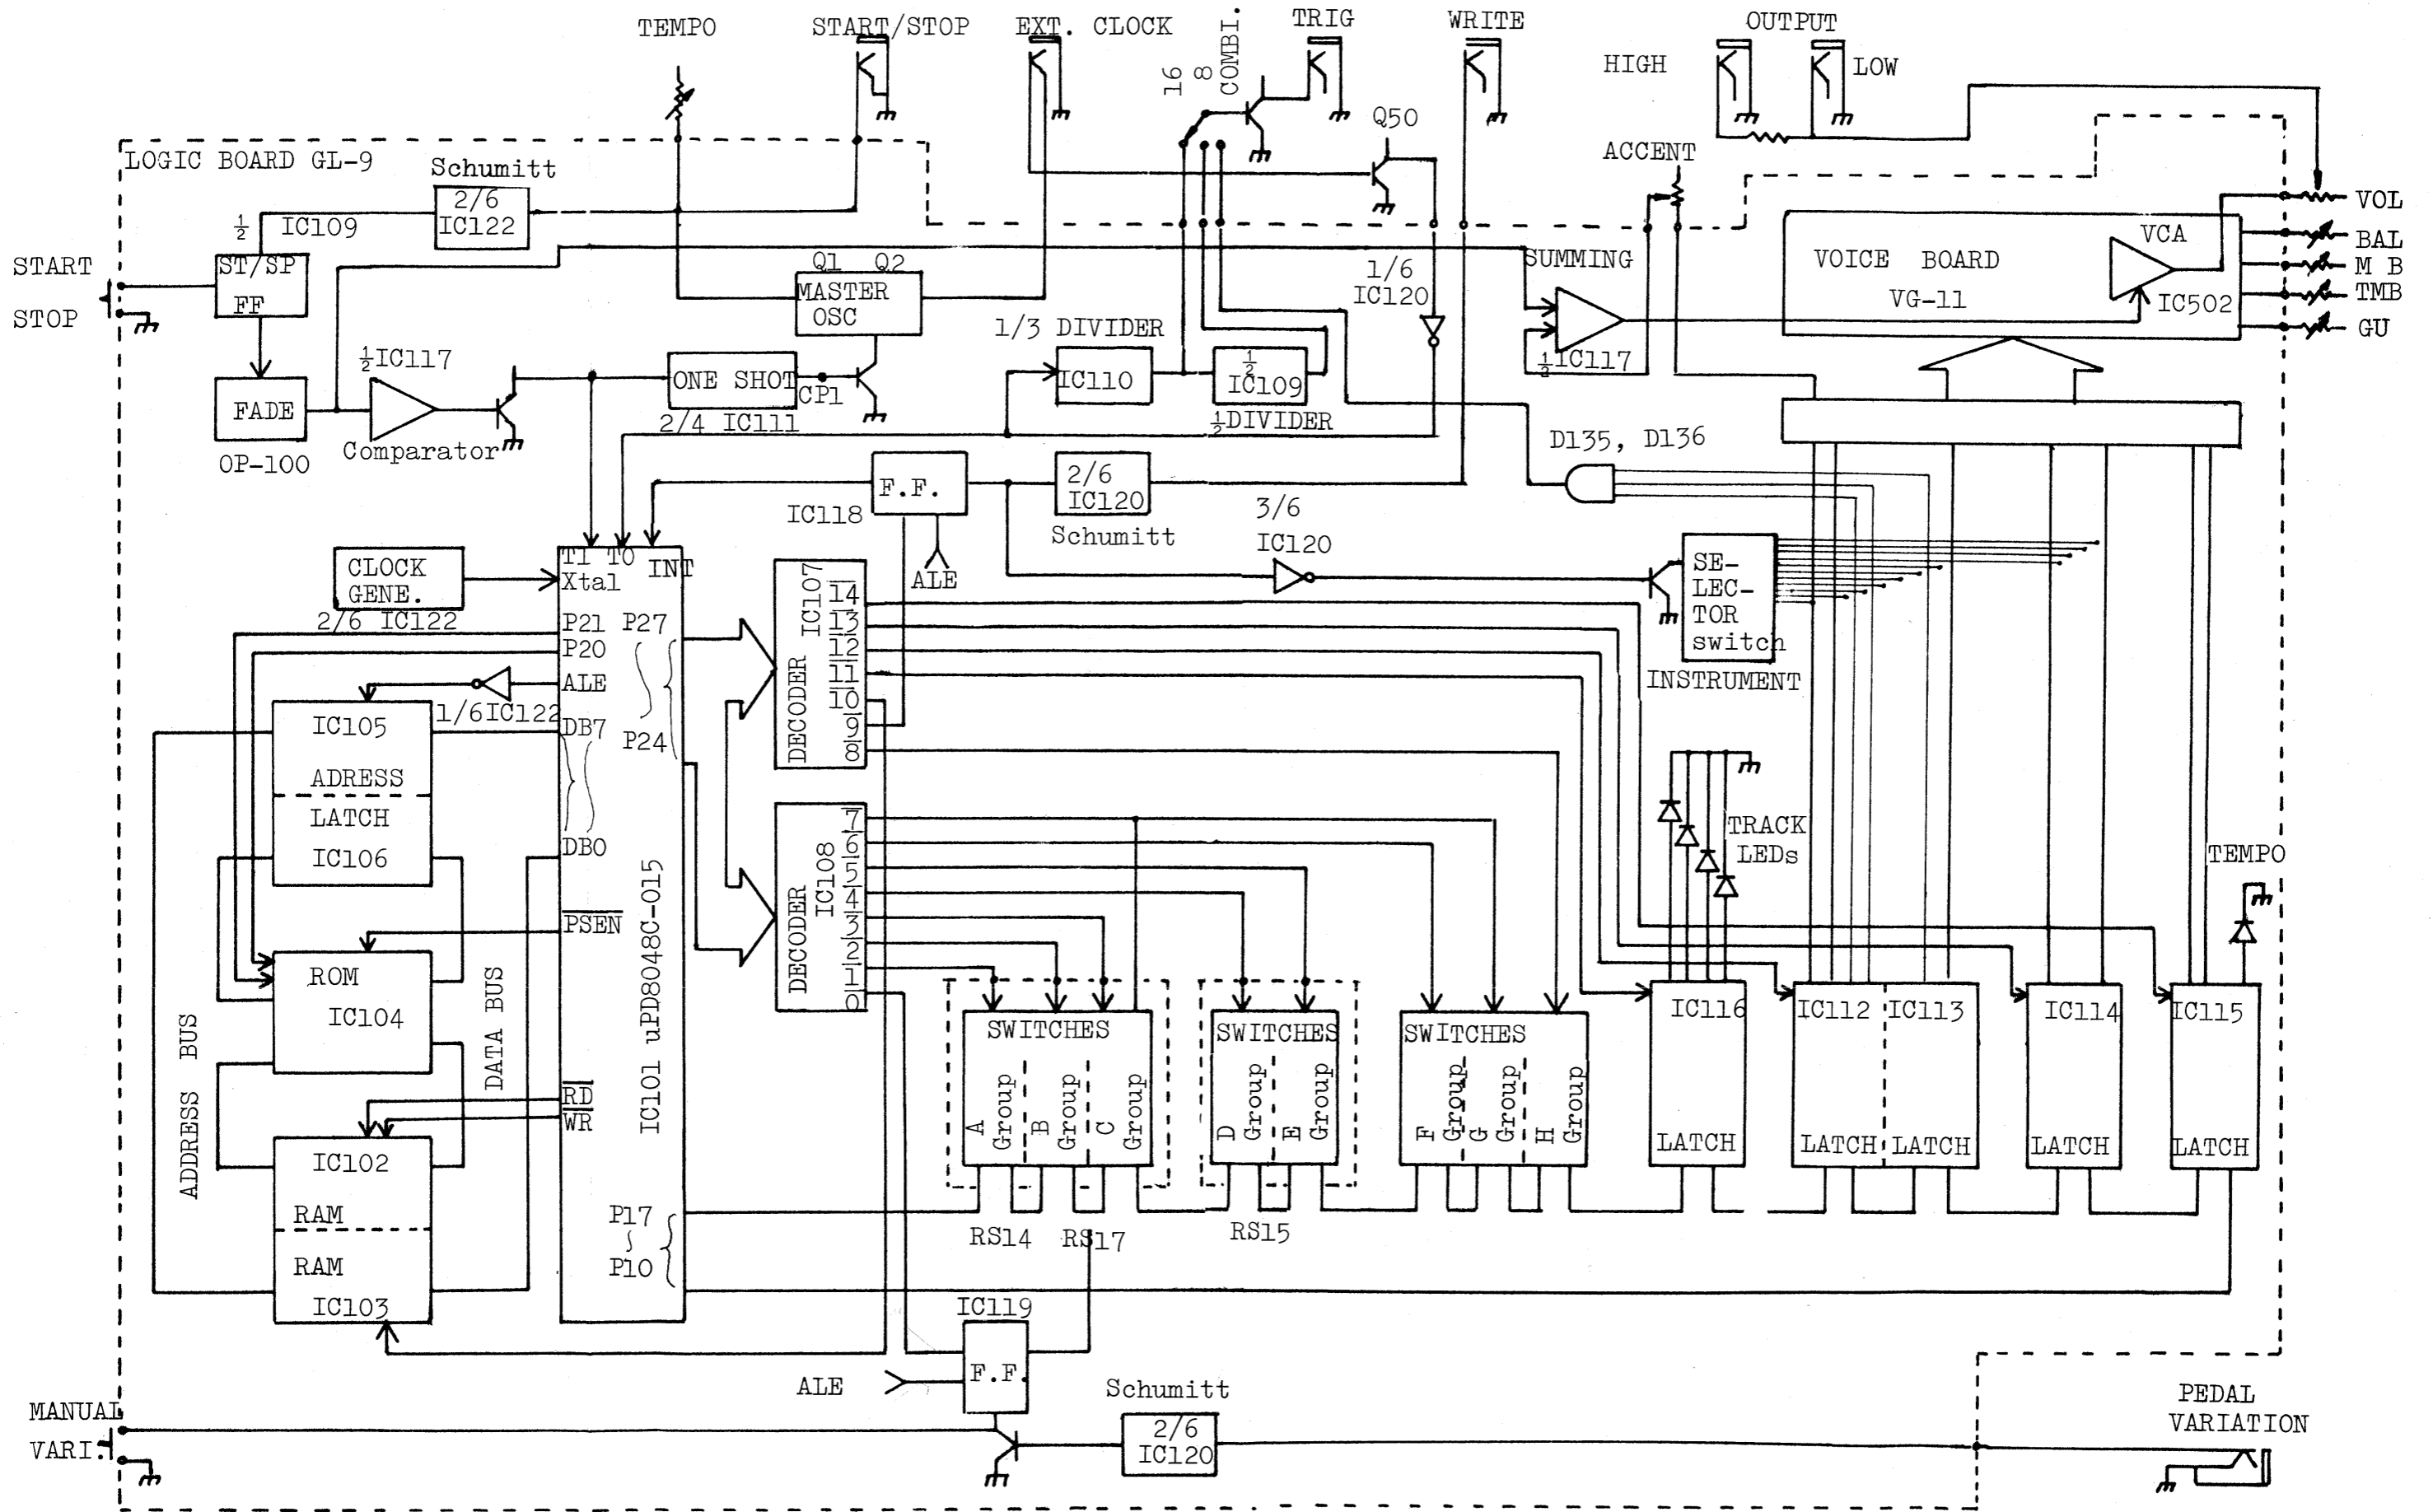 TEMPO
START/STOP
EXT. CLOCK
16
8
COMBI.
TRIG
WRITE
OUTPUT
HIGH
LOW
Q50
ACCENT
LOGIC BOARD GL-9
Schumitt
2/6
IC122
½ IC109
START
STOP
ST/SP
FF
Q1 Q2
MASTER
OSC
1/6
IC120
SUMMING
VOICE BOARD
VG-11
VCA
IC502
VOL
BAL
M B
TMB
GU
FADE
OP-100
½IC117
Comparator
ONE SHOT
2/4 IC111
CP1
1/3 DIVIDER
IC110
½
IC109
½DIVIDER
½IC117
D135, D136
F.F.
IC118
ALE
2/6
IC120
Schumitt
3/6
IC120
SE-
LEC-
TOR
switch
INSTRUMENT
CLOCK
GENE.
2/6 IC122
T1 T0 INT
Xtal
P21 P27
P20
ALE
1/6IC122
DB7
P24
DB0
PSEN
RD
WR
P17
P10
IC101 uPD8048C-015
IC105
ADRESS
LATCH
IC106
ROM
IC104
IC102
RAM
RAM
IC103
ADDRESS BUS
DATA BUS
DECODER IC107
14
13
12
11
10
9
8
DECODER IC108
7
6
5
4
3
2
1
0
SWITCHES
A Group
B Group
C Group
SWITCHES
D Group
E Group
SWITCHES
F Group
G Group
H Group
TRACK
LEDs
TEMPO
IC116
LATCH
IC112
LATCH
IC113
LATCH
IC114
LATCH
IC115
LATCH
RS14
RS17
RS15
IC119
F.F.
ALE
Schumitt
2/6
IC120
MANUAL
VARI.
PEDAL
VARIATION